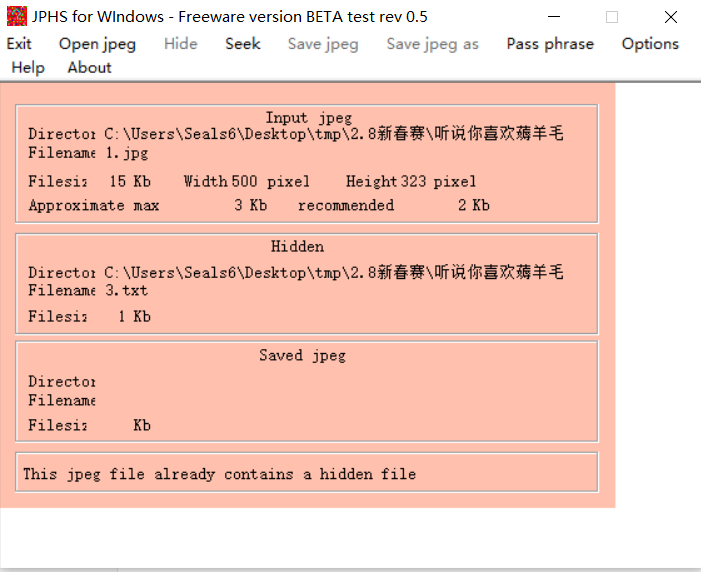 JPHS for WIndows - Freeware version BETA test rev 0.5
Exit Open jpeg Hide Seek Save jpeg Save jpeg as Pass phrase Options
Help About
Input jpeg
Director C:\Users\Seals6\Desktop\tmp\2.8新春赛\听说你喜欢薅羊毛
Filename 1.jpg
Filesiz 15 Kb Width 500 pixel Height 323 pixel
Approximate max 3 Kb recommended 2 Kb
Hidden
Director C:\Users\Seals6\Desktop\tmp\2.8新春赛\听说你喜欢薅羊毛
Filename 3.txt
Filesiz 1 Kb
Saved jpeg
Director
Filename
Filesiz Kb
This jpeg file already contains a hidden file